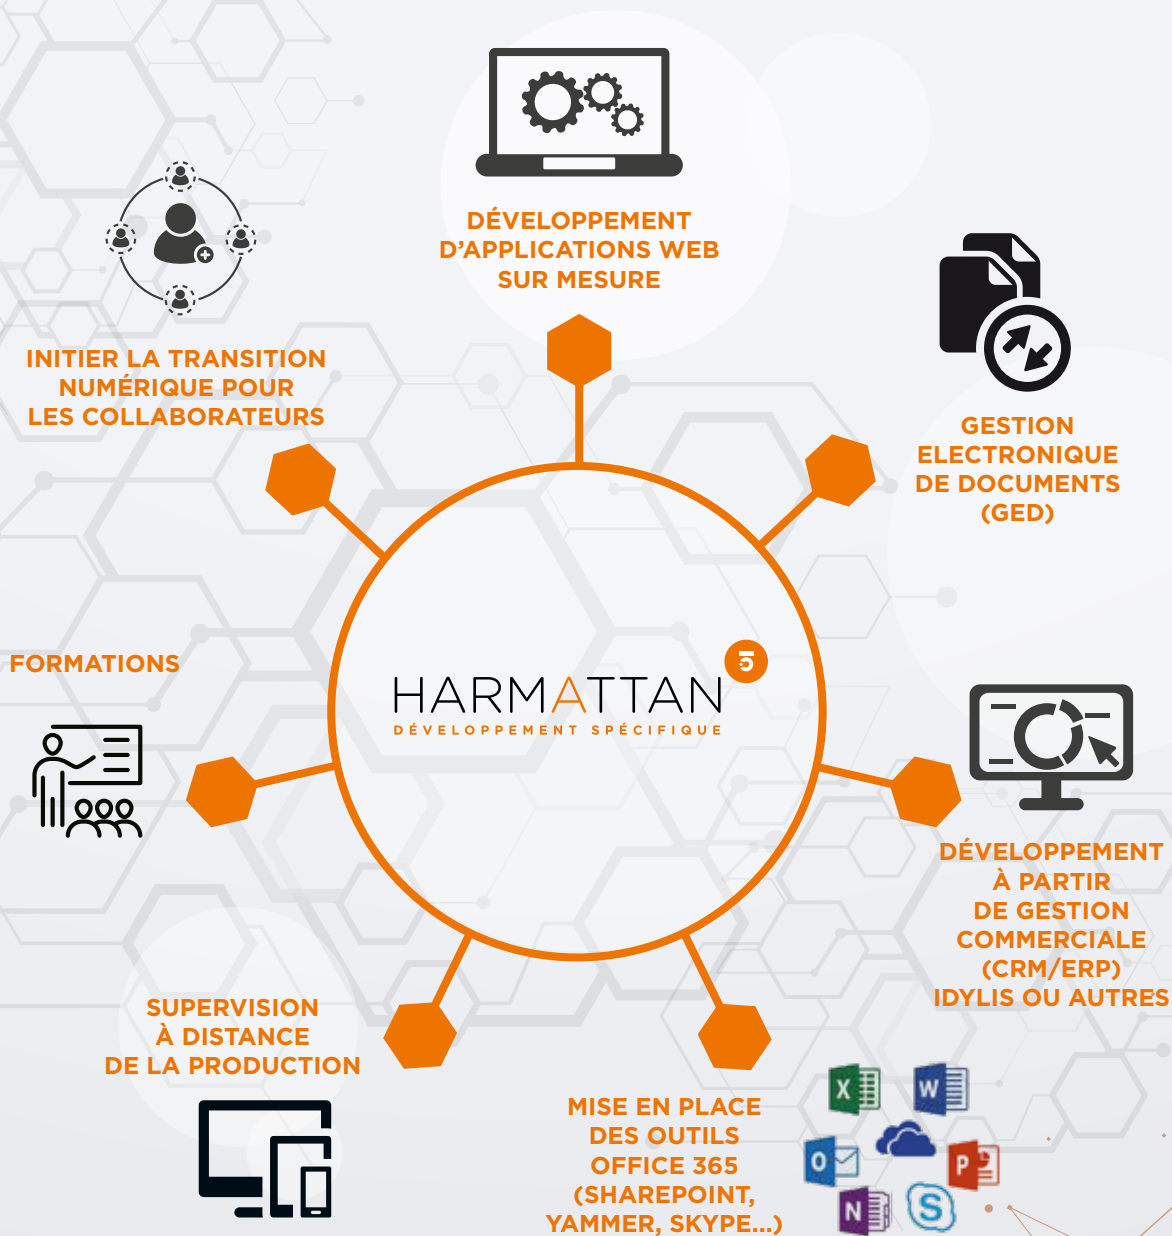 DÉVELOPPEMENT
D'APPLICATIONS WEB
SUR MESURE
INITIER LA TRANSITION
NUMÉRIQUE POUR
LES COLLABORATEURS
GESTION
ELECTRONIQUE
DE DOCUMENTS
(GED)
FORMATIONS
HARMATTAN
DÉVELOPPEMENT SPÉCIFIQUE
DÉVELOPPEMENT
À PARTIR
DE GESTION
COMMERCIALE
(CRM/ERP)
IDYLIS OU AUTRES
SUPERVISION
À DISTANCE
DE LA PRODUCTION
MISE EN PLACE
DES OUTILS
OFFICE 365
(SHAREPOINT,
YAMMER, SKYPE...)
X
W
O
P
N
S